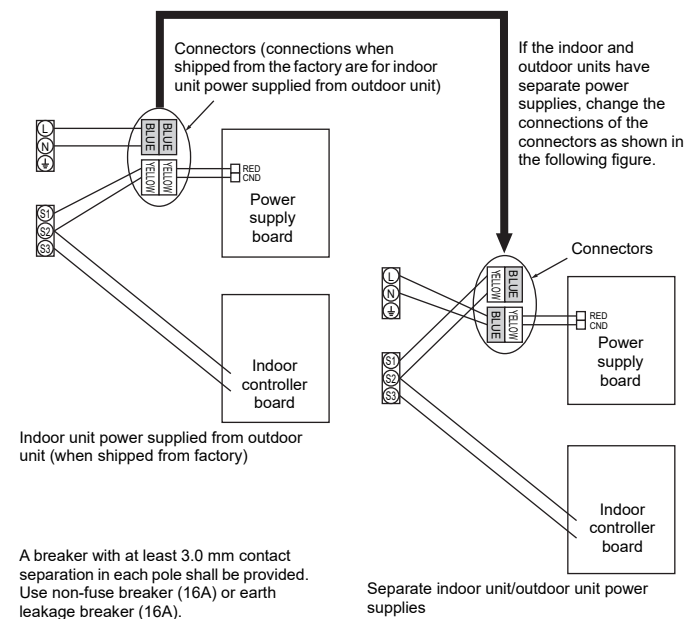 Connectors (connections when
shipped from the factory are for indoor
unit power supplied from outdoor unit)
If the indoor and
outdoor units have
separate power
supplies, change the
connections of the
connectors as shown in
the following figure.
L
N
BLUE
BLUE
YELLOW
YELLOW
RED
CND
Power
supply
board
S1
S2
S3
Indoor
controller
board
Indoor unit power supplied from outdoor
unit (when shipped from factory)
Connectors
L
N
YELLOW
BLUE
BLUE
YELLOW
RED
CND
Power
supply
board
S1
S2
S3
Indoor
controller
board
Separate indoor unit/outdoor unit power
supplies
A breaker with at least 3.0 mm contact
separation in each pole shall be provided.
Use non-fuse breaker (16A) or earth
leakage breaker (16A).